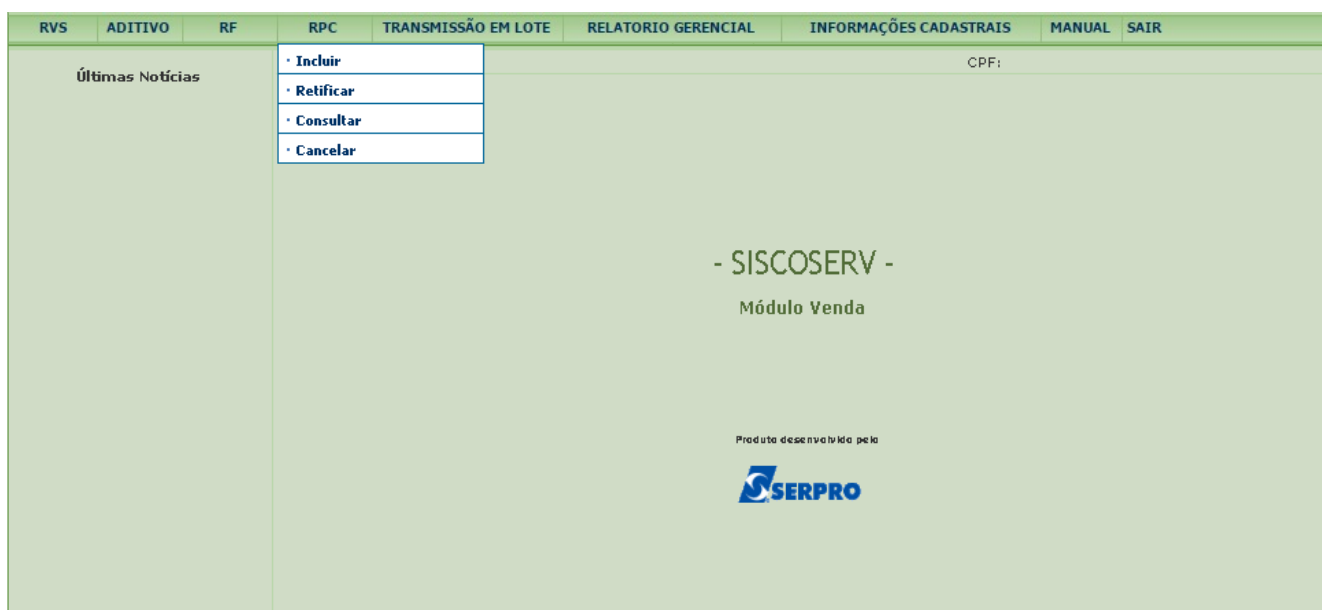 RVS ADITIVO RF RPC TRANSMISSÃO EM LOTE RELATORIO GERENCIAL INFORMAÇÕES CADASTRAIS MANUAL SAIR
Últimas Notícias
· Incluir
· Retificar
· Consultar
· Cancelar
CPF:
- SISCOSERV -
Módulo Venda
Produto desenvolvido pelo
SERPRO